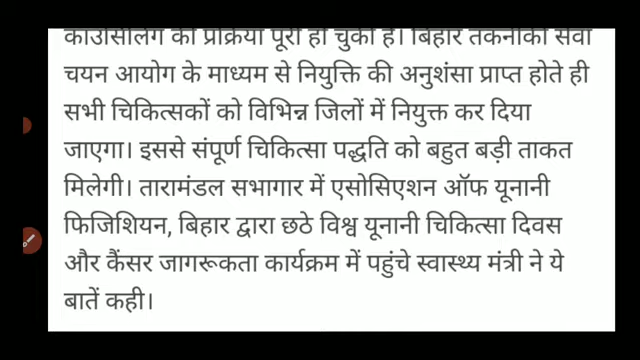 काउंसिलिंग की प्रक्रिया पूरी हो चुकी है। बिहार तकनीकी सेवा
चयन आयोग के माध्यम से नियुक्ति की अनुशंसा प्राप्त होते ही
सभी चिकित्सकों को विभिन्न जिलों में नियुक्त कर दिया
जाएगा। इससे संपूर्ण चिकित्सा पद्धति को बहुत बड़ी ताकत
मिलेगी। तारामंडल सभागार में एसोसिएशन ऑफ यूनानी
फिजिशियन, बिहार द्वारा छठे विश्व यूनानी चिकित्सा दिवस
और कैंसर जागरूकता कार्यक्रम में पहुंचे स्वास्थ्य मंत्री ने ये
बातें कही।